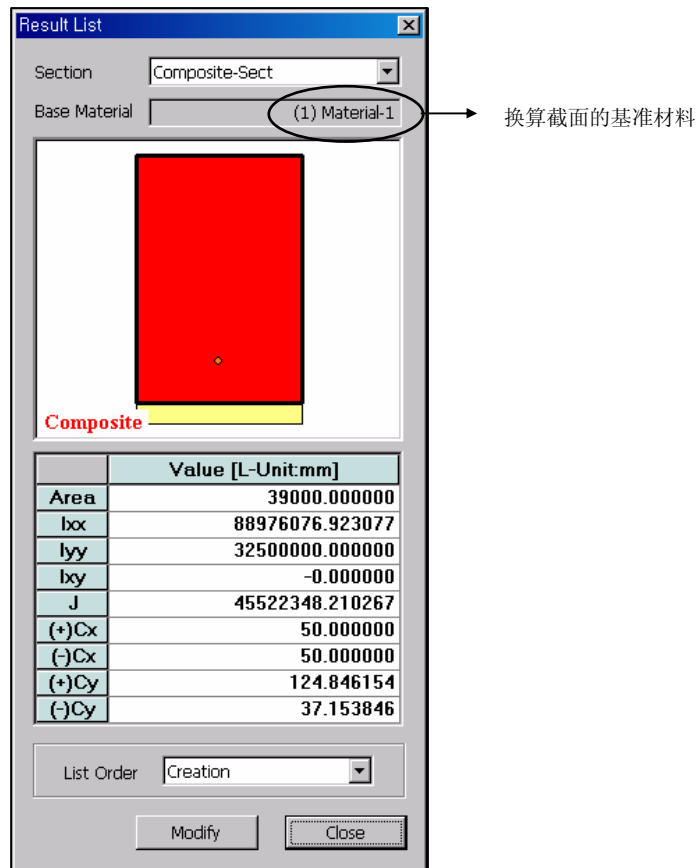 Result List
Section Composite-Sect
Base Material (1) Material-1
换算截面的基准材料
Composite
Value [L-Unit:mm]
Area 39000.000000
Ixx 88976076.923077
Iyy 32500000.000000
Ixy -0.000000
J 45522348.210267
(+)Cx 50.000000
(-)Cx 50.000000
(+)Cy 124.846154
(-)Cy 37.153846
List Order Creation
Modify Close